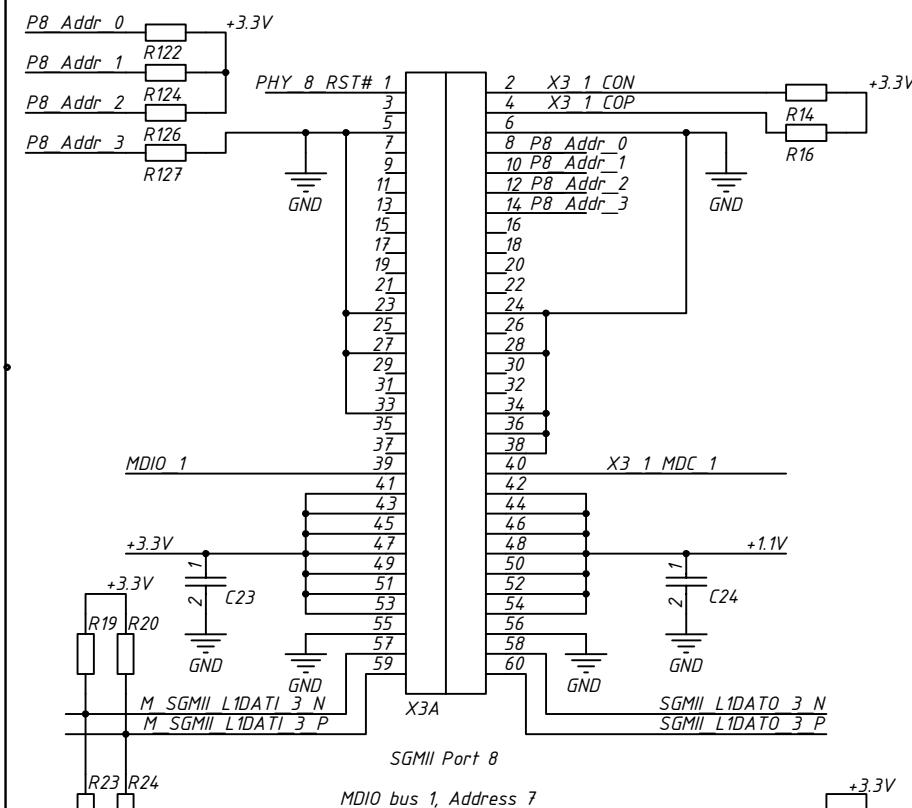 P8_Addr_0
+3.3V
R122
P8_Addr_1
R124
P8_Addr_2
R126
P8_Addr_3
R127
GND
PHY_8_RST# 1
3
5
7
9
11
13
15
17
19
21
23
25
27
29
31
33
35
37
MDIO_1 39
41
43
45
+3.3V 47
49
51
53
55
57
59
2 X3_1_CON
4 X3_1_COP
6
8 P8_Addr_0
10 P8_Addr_1
12 P8_Addr_2
14 P8_Addr_3
16
18
20
22
24
26
28
30
32
34
36
38
40 X3_1_MDC_1
42
44
46
48 +1.1V
50
52
54
56
58
60
+3.3V
R14
R16
GND
1
2 C23
GND
GND
1
2 C24
GND
GND
+3.3V
R19 R20
M_SGMII_L1DATI_3_N
M_SGMII_L1DATI_3_P
X3A
SGMII_L1DATO_3_N
SGMII_L1DATO_3_P
SGMII Port 8
R23 R24
MDIO bus 1, Address 7
+3.3V